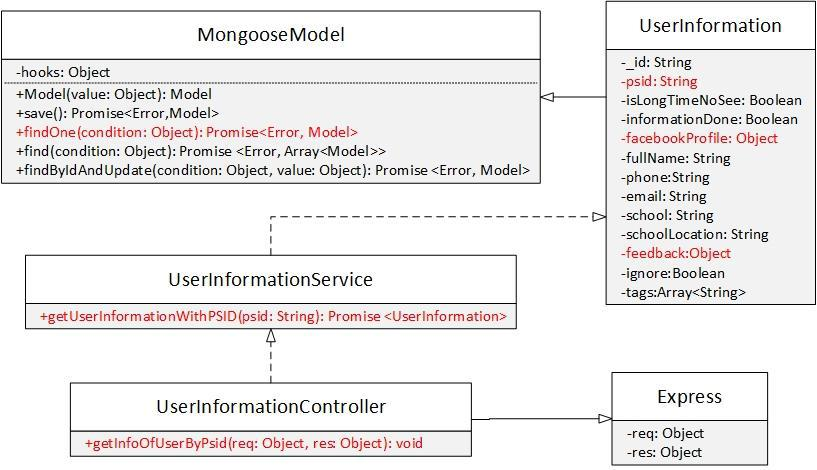 MongooseModel
-hooks: Object
+Model(value: Object): Model
+save(): Promise<Error,Model>
+findOne(condition: Object): Promise<Error, Model>
+find(condition: Object): Promise <Error, Array<Model>>
+findByIdAndUpdate(condition: Object, value: Object): Promise <Error, Model>
UserInformation
-_id: String
-psid: String
-isLongTimeNoSee: Boolean
-informationDone: Boolean
-facebookProfile: Object
-fullName: String
-phone:String
-email: String
-school: String
-schoolLocation: String
-feedback:Object
-ignore:Boolean
-tags:Array<String>
UserInformationService
+getUserInformationWithPSID(psid: String): Promise <UserInformation>
UserInformationController
+getInfoOfUserByPsid(req: Object, res: Object): void
Express
-req: Object
-res: Object